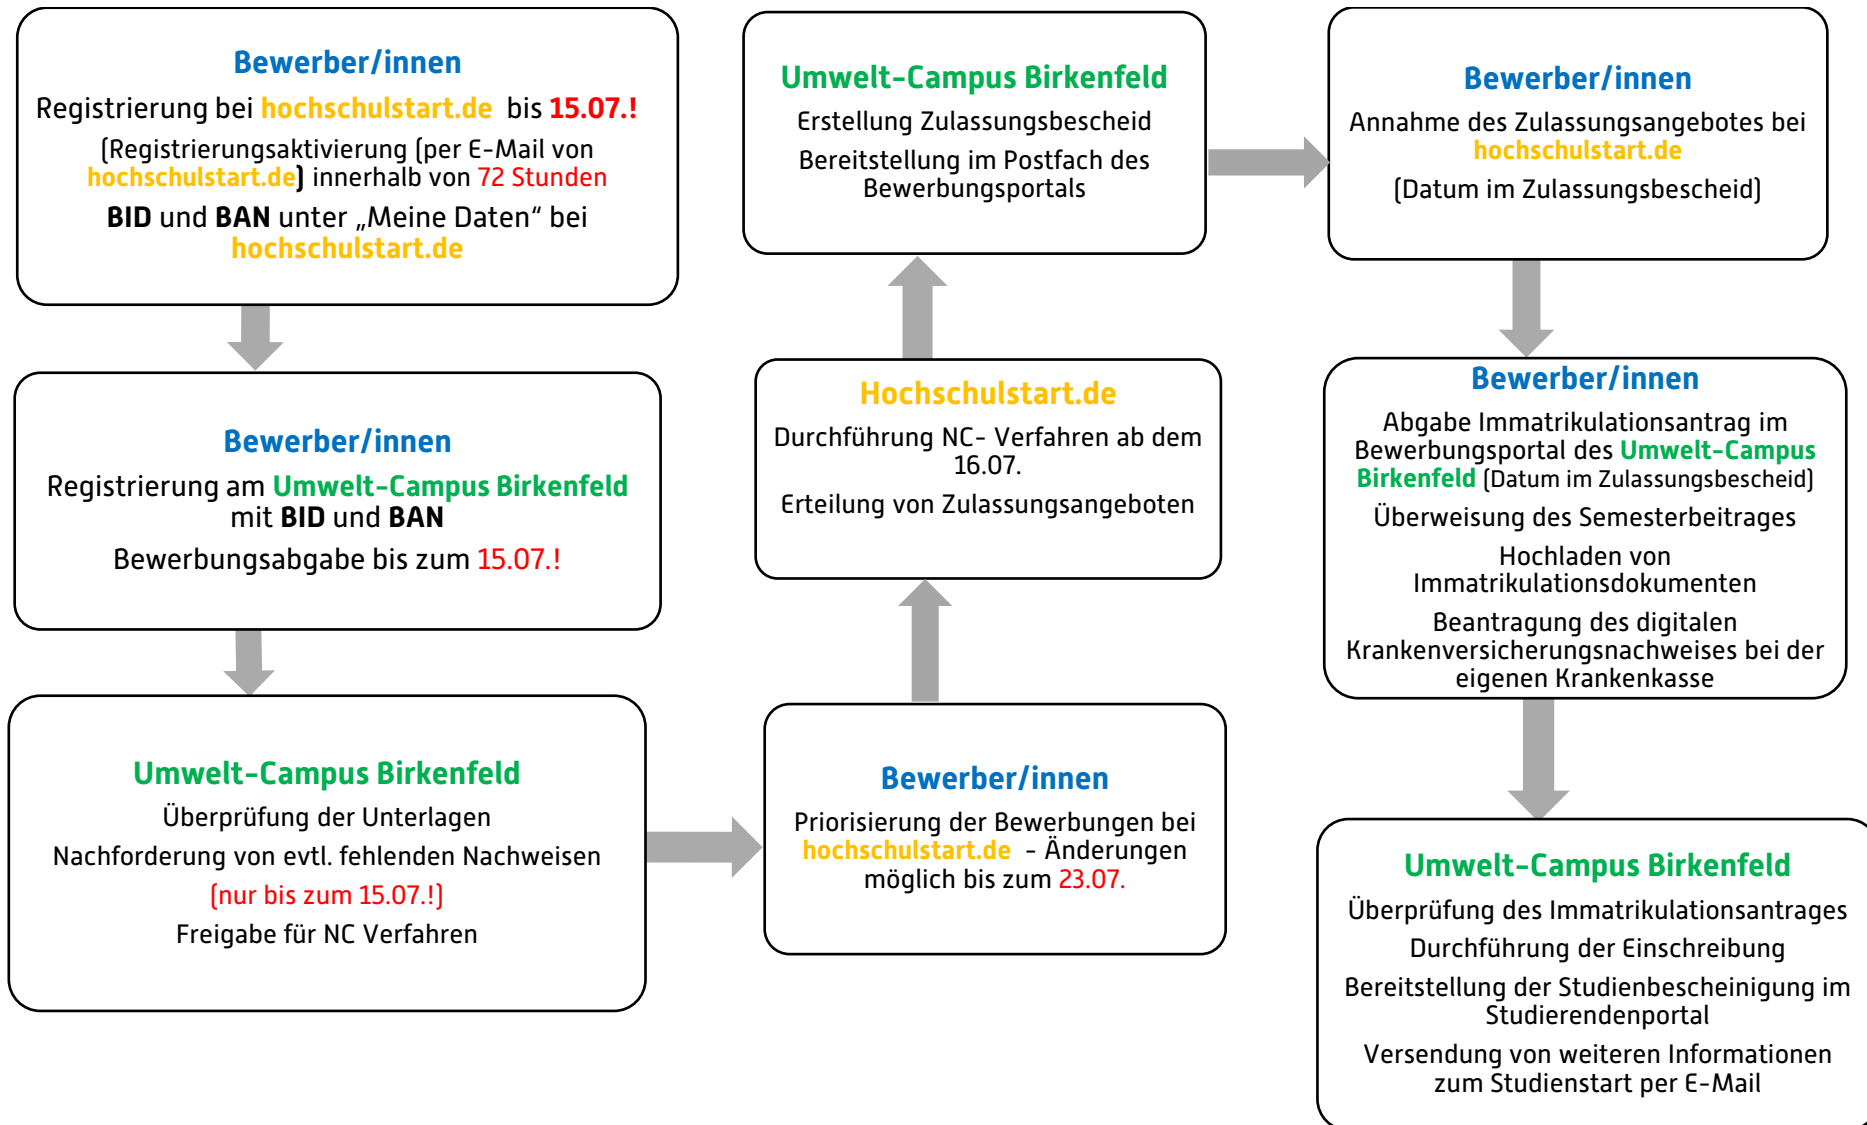 Bewerber/innen
Registrierung bei hochschulstart.de bis 15.07.!
(Registrierungsaktivierung (per E-Mail von
hochschulstart.de) innerhalb von 72 Stunden
BID und BAN unter „Meine Daten“ bei
hochschulstart.de
Bewerber/innen
Registrierung am Umwelt-Campus Birkenfeld
mit BID und BAN
Bewerbungsabgabe bis zum 15.07.!
Umwelt-Campus Birkenfeld
Überprüfung der Unterlagen
Nachforderung von evtl. fehlenden Nachweisen
(nur bis zum 15.07.!)
Freigabe für NC Verfahren
Bewerber/innen
Priorisierung der Bewerbungen bei
hochschulstart.de - Änderungen
möglich bis zum 23.07.
Hochschulstart.de
Durchführung NC- Verfahren ab dem
16.07.
Erteilung von Zulassungsangeboten
Umwelt-Campus Birkenfeld
Erstellung Zulassungsbescheid
Bereitstellung im Postfach des
Bewerbungsportals
Bewerber/innen
Annahme des Zulassungsangebotes bei
hochschulstart.de
(Datum im Zulassungsbescheid)
Bewerber/innen
Abgabe Immatrikulationsantrag im
Bewerbungsportal des Umwelt-Campus
Birkenfeld (Datum im Zulassungsbescheid)
Überweisung des Semesterbeitrages
Hochladen von
Immatrikulationsdokumenten
Beantragung des digitalen
Krankenversicherungsnachweises bei der
eigenen Krankenkasse
Umwelt-Campus Birkenfeld
Überprüfung des Immatrikulationsantrages
Durchführung der Einschreibung
Bereitstellung der Studienbescheinigung im
Studierendenportal
Versendung von weiteren Informationen
zum Studienstart per E-Mail